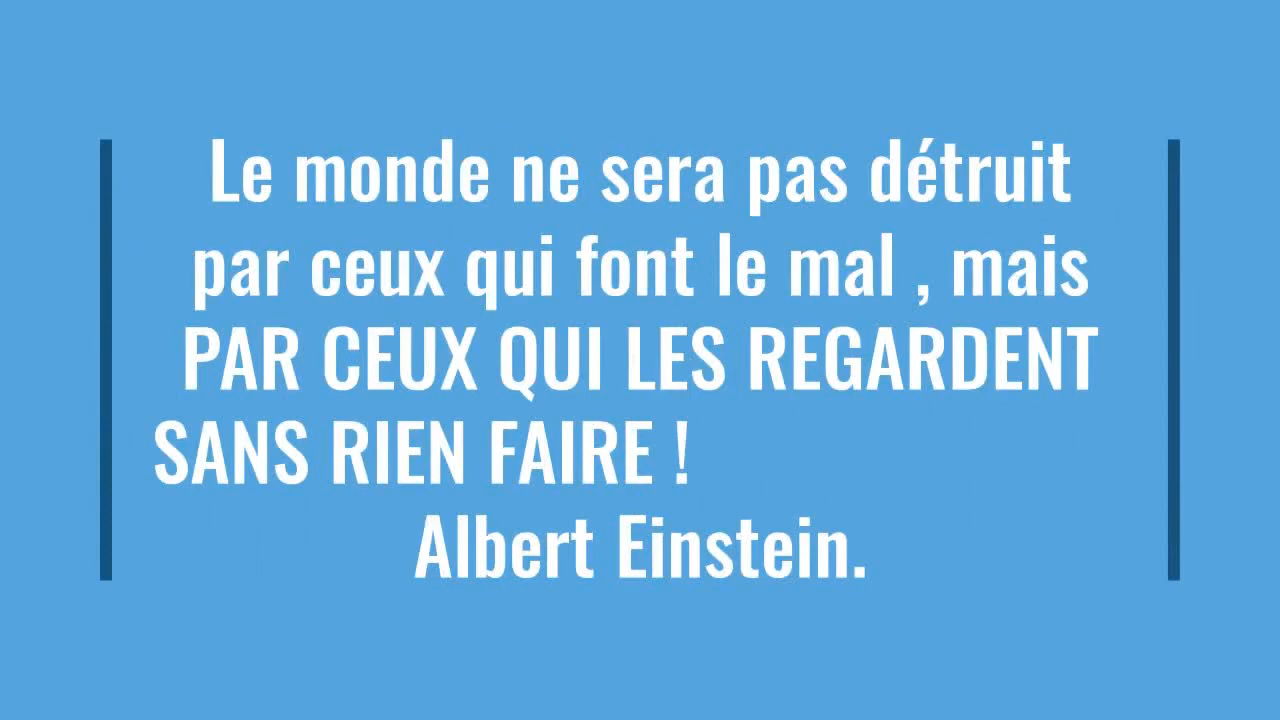 Le monde ne sera pas détruit
par ceux qui font le mal , mais
PAR CEUX QUI LES REGARDENT
SANS RIEN FAIRE !
Albert Einstein.